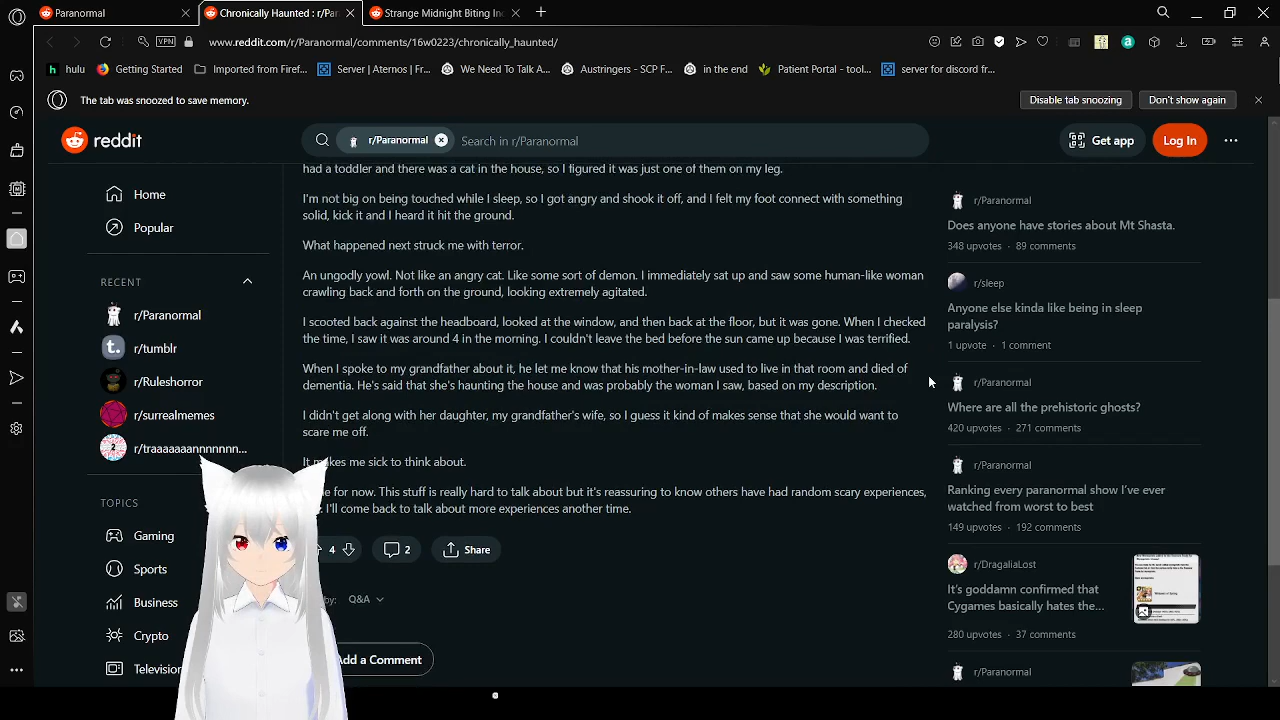 Paranormal
Chronically Haunted : r/Par
Strange Midnight Biting In
VPN
www.reddit.com/r/Paranormal/comments/16w0223/chronically_haunted/
hulu
Getting Started
Imported from Firef...
Server | Aternos | Fr...
We Need To Talk A...
Austringers - SCP F...
in the end
Patient Portal - tool...
server for discord fr...
The tab was snoozed to save memory.
Disable tab snoozing
Don't show again
reddit
r/Paranormal
Search in r/Paranormal
Get app
Log In
Home
Popular
RECENT
r/Paranormal
r/tumblr
r/Ruleshorror
r/surrealmemes
r/traaaaaaannnnnnn...
TOPICS
Gaming
Sports
Business
Crypto
Television
had a toddler and there was a cat in the house, so I figured it was just one of them on my leg.
I'm not big on being touched while I sleep, so I got angry and shook it off, and I felt my foot connect with something
solid, kick it and I heard it hit the ground.
What happened next struck me with terror.
An ungodly yowl. Not like an angry cat. Like some sort of demon. I immediately sat up and saw some human-like woman
crawling back and forth on the ground, looking extremely agitated.
I scooted back against the headboard, looked at the window, and then back at the floor, but it was gone. When I checked
the time, I saw it was around 4 in the morning. I couldn't leave the bed before the sun came up because I was terrified.
When I spoke to my grandfather about it, he let me know that his mother-in-law used to live in that room and died of
dementia. He's said that she's haunting the house and was probably the woman I saw, based on my description.
I didn't get along with her daughter, my grandfather's wife, so I guess it kind of makes sense that she would want to
scare me off.
It makes me sick to think about.
for now. This stuff is really hard to talk about but it's reassuring to know others have had random scary experiences,
I'll come back to talk about more experiences another time.
4
2
Share
by: Q&A
Add a Comment
r/Paranormal
Does anyone have stories about Mt Shasta.
348 upvotes · 89 comments
r/sleep
Anyone else kinda like being in sleep
paralysis?
1 upvote · 1 comment
r/Paranormal
Where are all the prehistoric ghosts?
420 upvotes · 271 comments
r/Paranormal
Ranking every paranormal show I've ever
watched from worst to best
149 upvotes · 192 comments
r/DragaliaLost
It's goddamn confirmed that
Cygames basically hates the...
280 upvotes · 37 comments
r/Paranormal